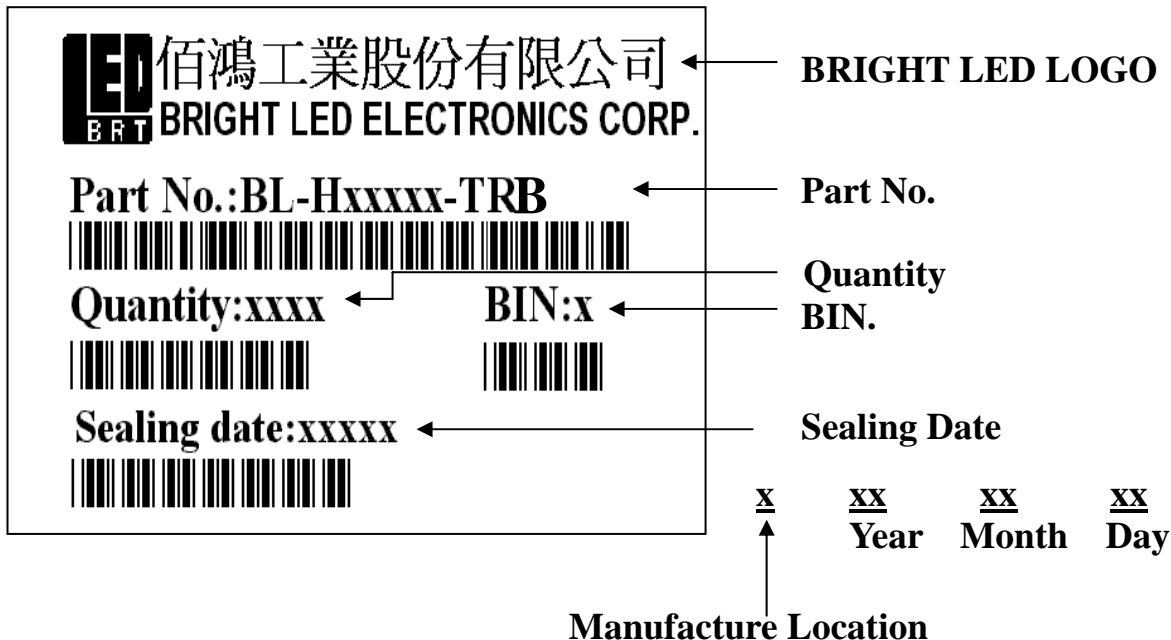 LED 佰鴻工業股份有限公司
BRT BRIGHT LED ELECTRONICS CORP.
BRIGHT LED LOGO
Part No.:BL-Hxxxxx-TRB
Part No.
Quantity:xxxx
BIN:x
Quantity
BIN.
Sealing date:xxxxx
Sealing Date
x xx xx xx
Year Month Day
Manufacture Location